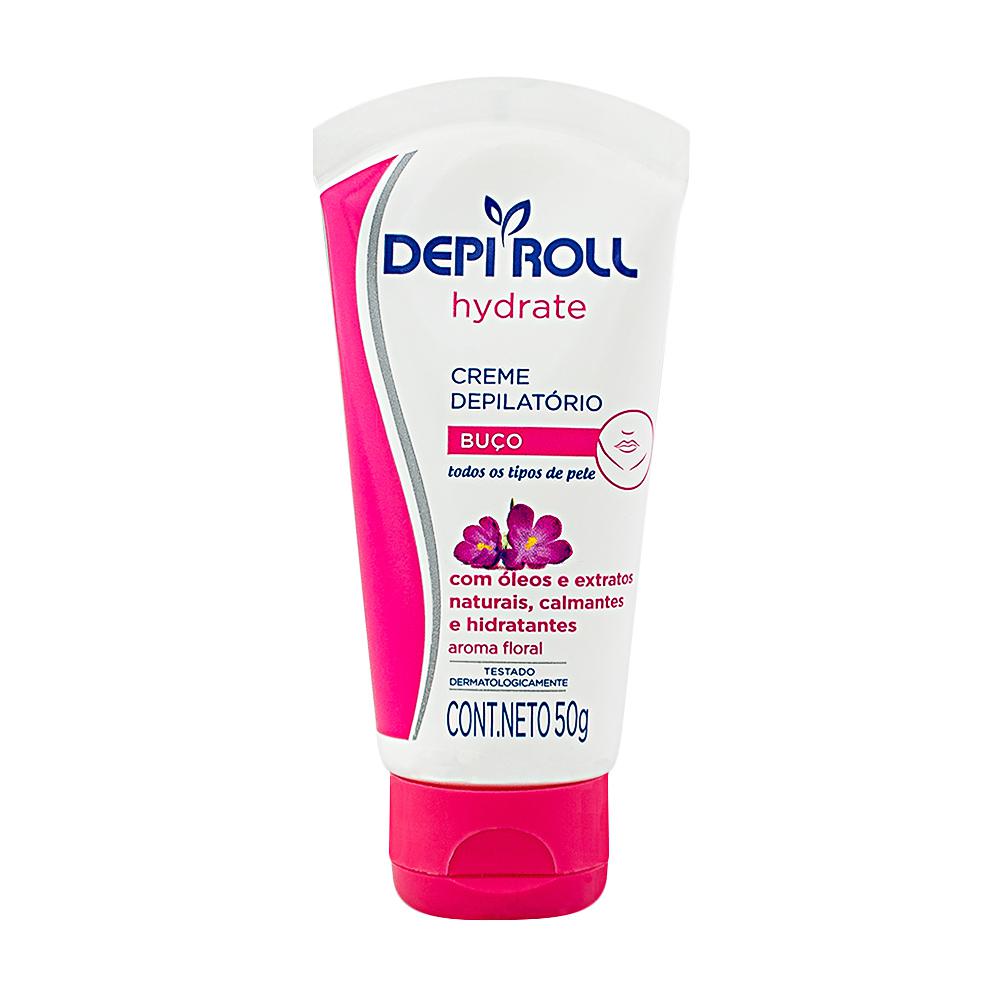 DEPI ROLL
hydrate
CREME
DEPILATÓRIO
BUÇO
todos os tipos de pele
com óleos e extratos
naturais, calmantes
e hidratantes
aroma floral
TESTADO
DERMATOLOGICAMENTE
CONT.NETO 50g